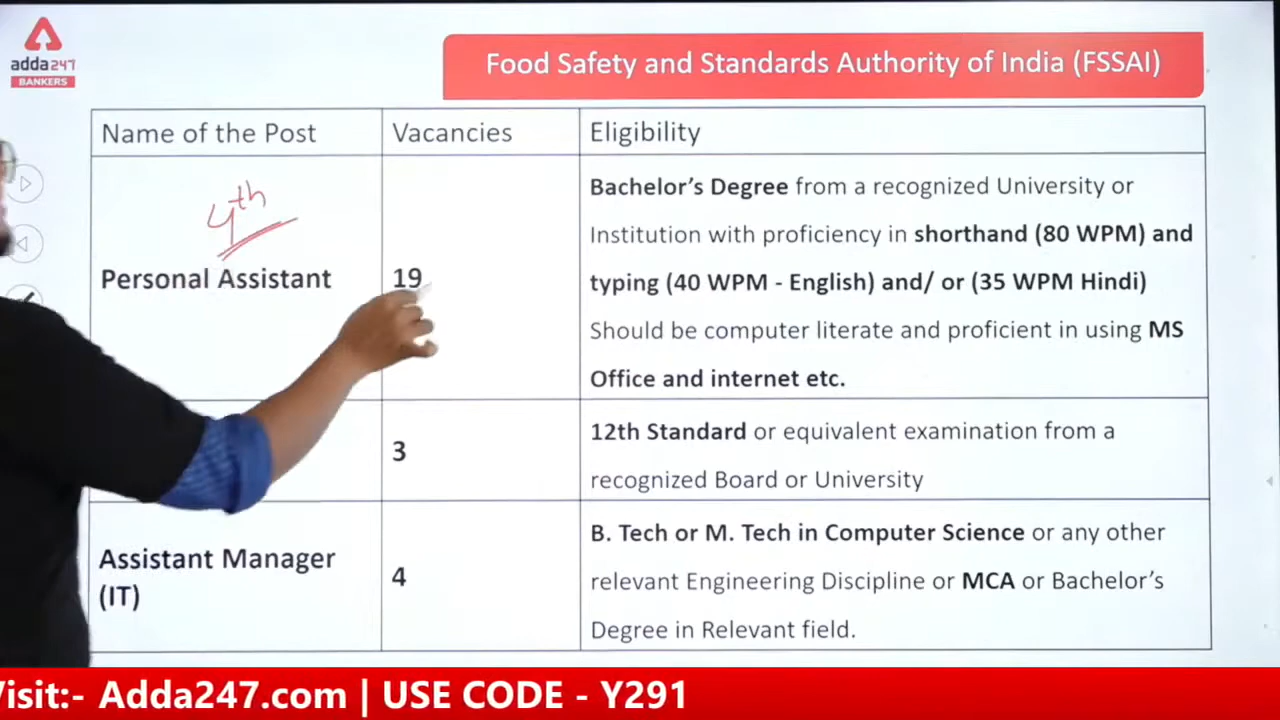 adda247
BANKERS
Food Safety and Standards Authority of India (FSSAI)
Name of the Post
Vacancies
Eligibility
4th
Personal Assistant
19
Bachelor's Degree from a recognized University or
Institution with proficiency in shorthand (80 WPM) and
typing (40 WPM - English) and/ or (35 WPM Hindi)
Should be computer literate and proficient in using MS
Office and internet etc.
3
12th Standard or equivalent examination from a
recognized Board or University
Assistant Manager
(IT)
4
B. Tech or M. Tech in Computer Science or any other
relevant Engineering Discipline or MCA or Bachelor's
Degree in Relevant field.
Visit:- Adda247.com | USE CODE - Y291